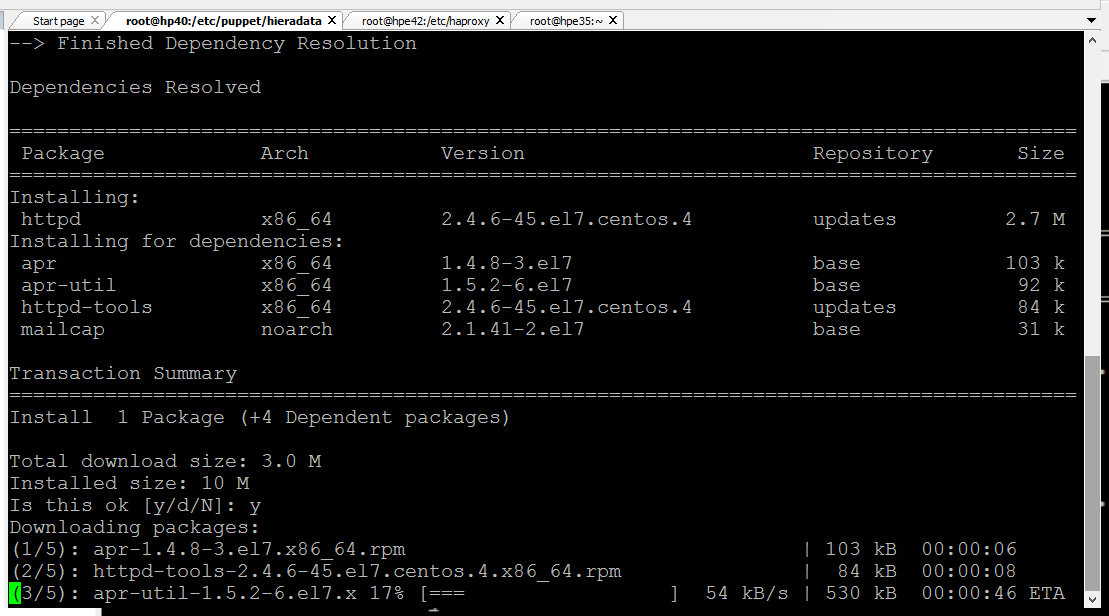 Start page root@hp40:/etc/puppet/hieradata root@hpe42:/etc/haproxy root@hpe35:~
--> Finished Dependency Resolution
Dependencies Resolved
================================================================================
Package Arch Version Repository Size
================================================================================
Installing:
httpd x86_64 2.4.6-45.el7.centos.4 updates 2.7 M
Installing for dependencies:
apr x86_64 1.4.8-3.el7 base 103 k
apr-util x86_64 1.5.2-6.el7 base 92 k
httpd-tools x86_64 2.4.6-45.el7.centos.4 updates 84 k
mailcap noarch 2.1.41-2.el7 base 31 k
Transaction Summary
================================================================================
Install 1 Package (+4 Dependent packages)
Total download size: 3.0 M
Installed size: 10 M
Is this ok [y/d/N]: y
Downloading packages:
(1/5): apr-1.4.8-3.el7.x86_64.rpm | 103 kB 00:00:06
(2/5): httpd-tools-2.4.6-45.el7.centos.4.x86_64.rpm | 84 kB 00:00:08
(3/5): apr-util-1.5.2-6.el7.x 17% [=== ] 54 kB/s | 530 kB 00:00:46 ETA